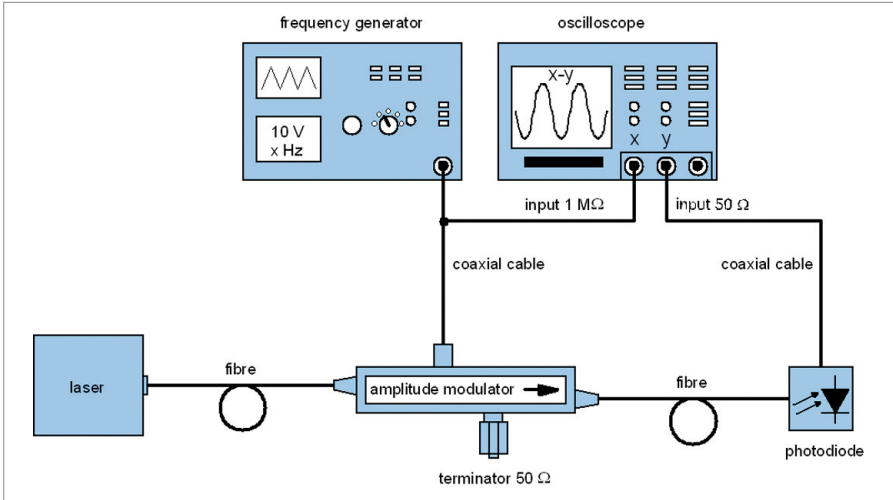 frequency generator
oscilloscope
x-y
10 V
x Hz
x y
input 1 MΩ
input 50 Ω
coaxial cable
coaxial cable
laser
fibre
amplitude modulator
fibre
photodiode
terminator 50 Ω